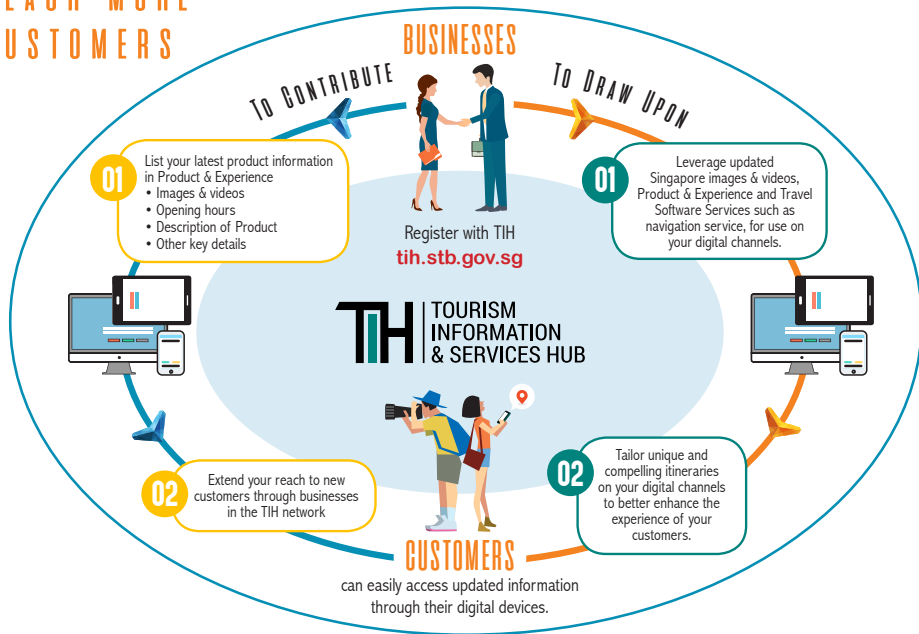 USTOMERS
BUSINESSES
TO CONTRIBUTE
TO DRAW UPON
01
List your latest product information
in Product & Experience
• Images & videos
• Opening hours
• Description of Product
• Other key details
01
Leverage updated
Singapore images & videos,
Product & Experience and Travel
Software Services such as
navigation service, for use on
your digital channels.
Register with TIH
tih.stb.gov.sg
TIH
TOURISM
INFORMATION
& SERVICES HUB
02
Extend your reach to new
customers through businesses
in the TIH network
02
Tailor unique and
compelling itineraries
on your digital channels
to better enhance the
experience of your
customers.
CUSTOMERS
can easily access updated information
through their digital devices.